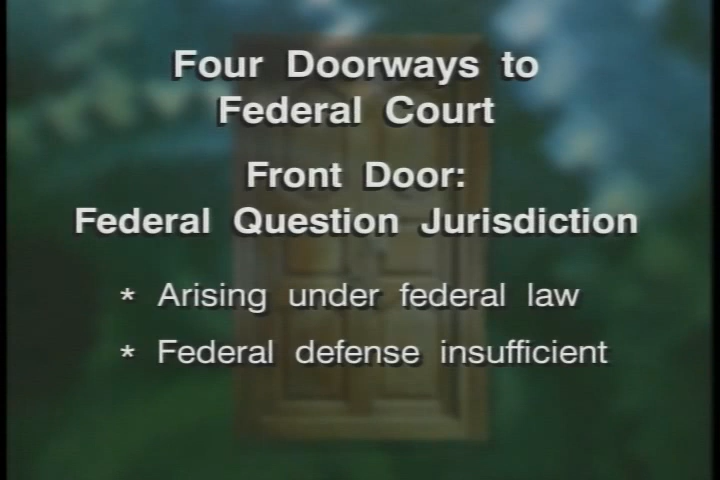 Four Doorways to
Federal Court
Front Door:
Federal Question Jurisdiction
* Arising under federal law
* Federal defense insufficient